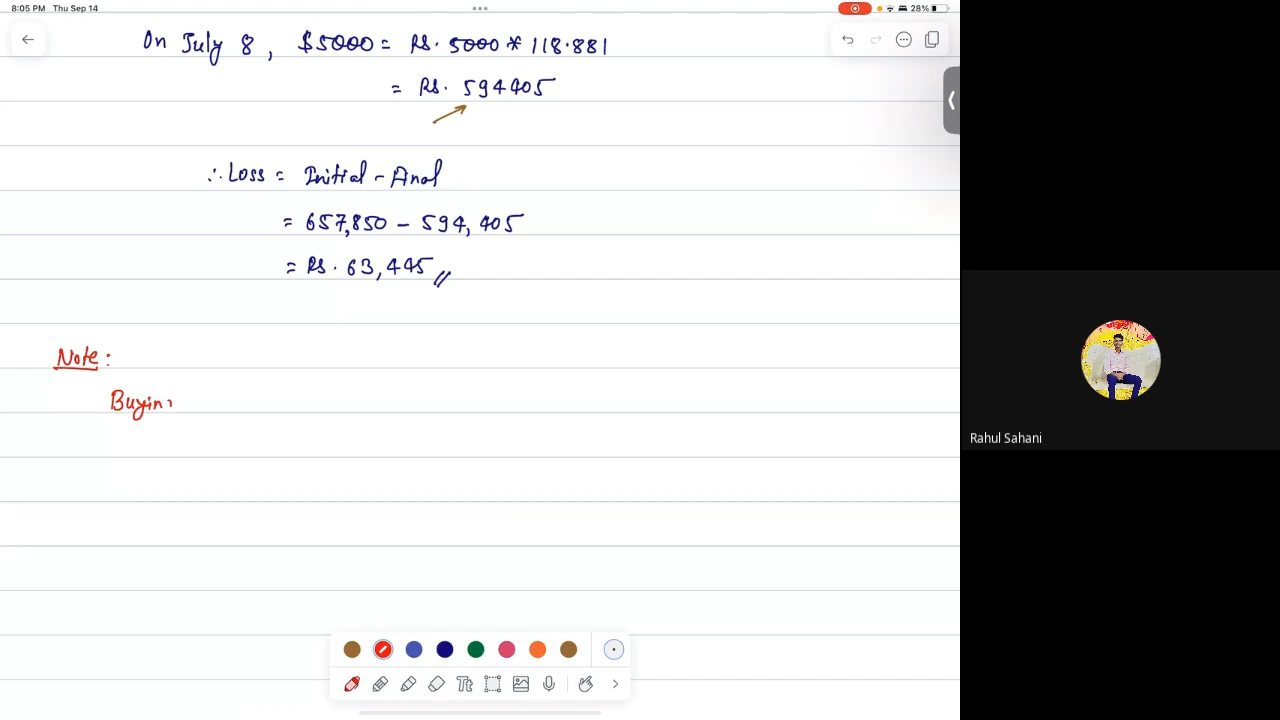 8:05 PM Thu Sep 14
28%
On July 8, $5000 = RS. 5000 * 118.881
= RS. 594405
∴ Loss = Initial - Final
= 657,850 - 594,405
= RS. 63,445 //
Note:
Buyin
Rahul Sahani
Tt